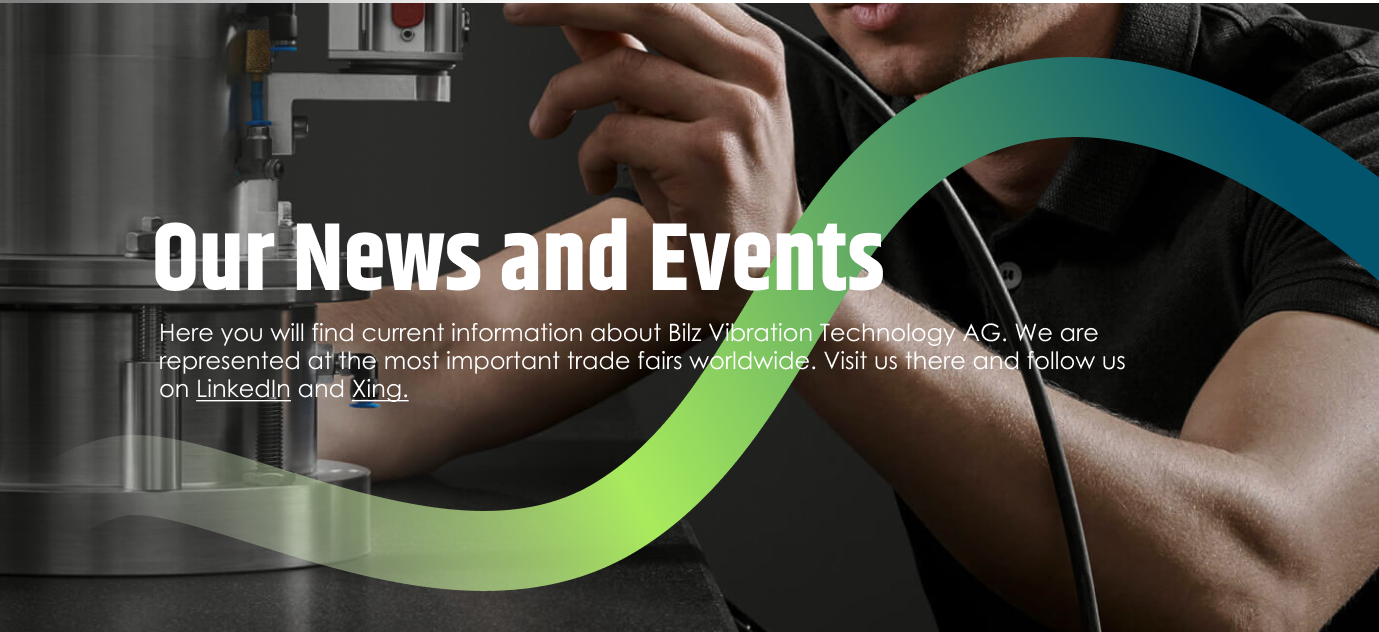 Our News and Events
Here you will find current information about Bilz Vibration Technology AG. We are
represented at the most important trade fairs worldwide. Visit us there and follow us
on LinkedIn and Xing.